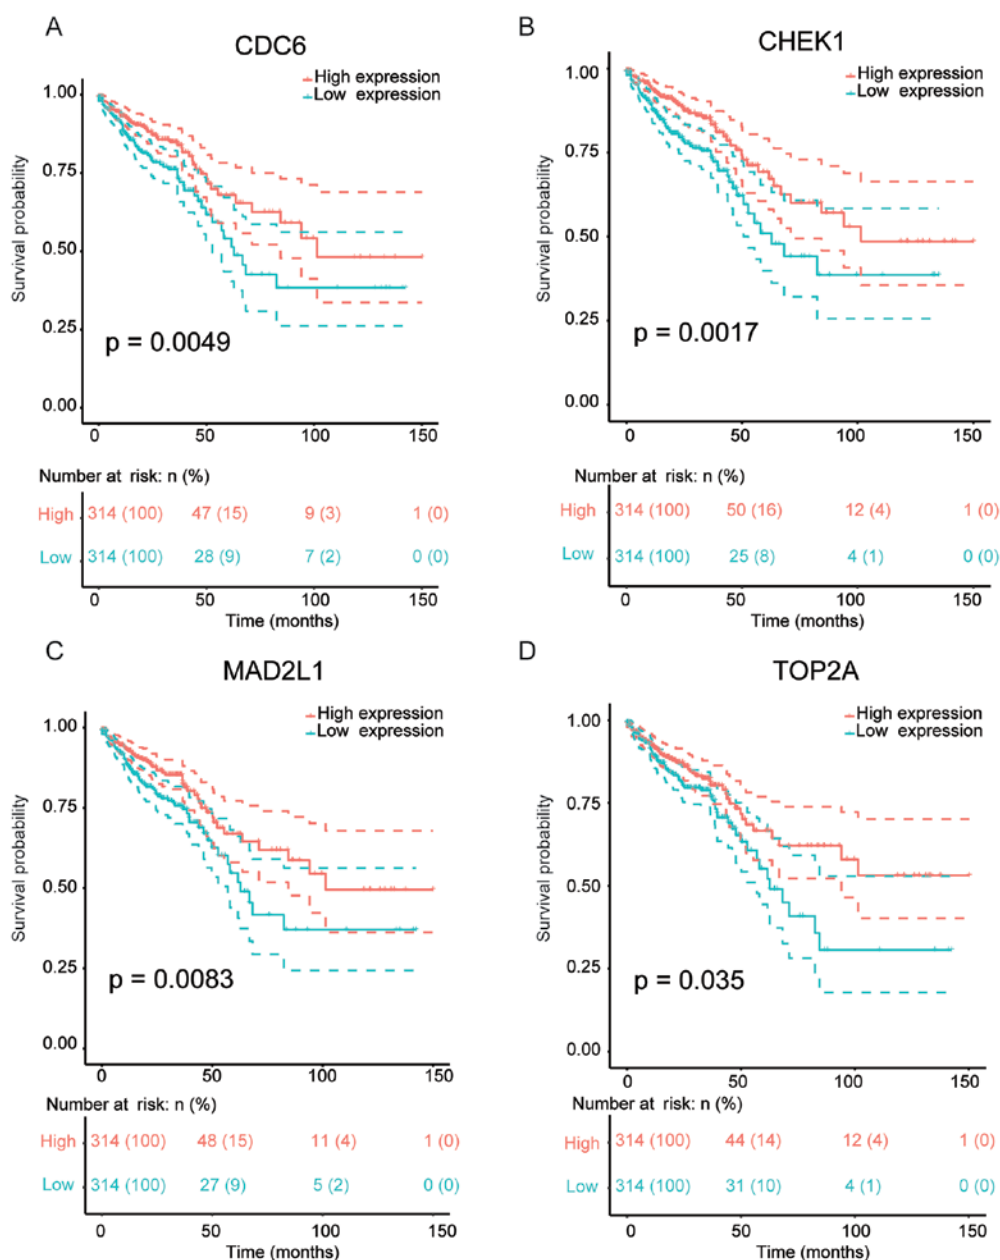 A
CDC6
High expression
Low expression
Survival probability
1.00
0.75
0.50
0.25
0.00
p = 0.0049
0 50 100 150
Number at risk: n (%)
High 314 (100) 47 (15) 9 (3) 1 (0)
Low 314 (100) 28 (9) 7 (2) 0 (0)
0 50 100 150
Time (months)
B
CHEK1
High expression
Low expression
Survival probability
1.00
0.75
0.50
0.25
0.00
p = 0.0017
0 50 100 150
Number at risk: n (%)
High 314 (100) 50 (16) 12 (4) 1 (0)
Low 314 (100) 25 (8) 4 (1) 0 (0)
0 50 100 150
Time (months)
C
MAD2L1
High expression
Low expression
Survival probability
1.00
0.75
0.50
0.25
0.00
p = 0.0083
0 50 100 150
Number at risk: n (%)
High 314 (100) 48 (15) 11 (4) 1 (0)
Low 314 (100) 27 (9) 5 (2) 0 (0)
0 50 100 150
Time (months)
D
TOP2A
High expression
Low expression
Survival probability
1.00
0.75
0.50
0.25
0.00
p = 0.035
0 50 100 150
Number at risk: n (%)
High 314 (100) 44 (14) 12 (4) 1 (0)
Low 314 (100) 31 (10) 4 (1) 0 (0)
0 50 100 150
Time (months)